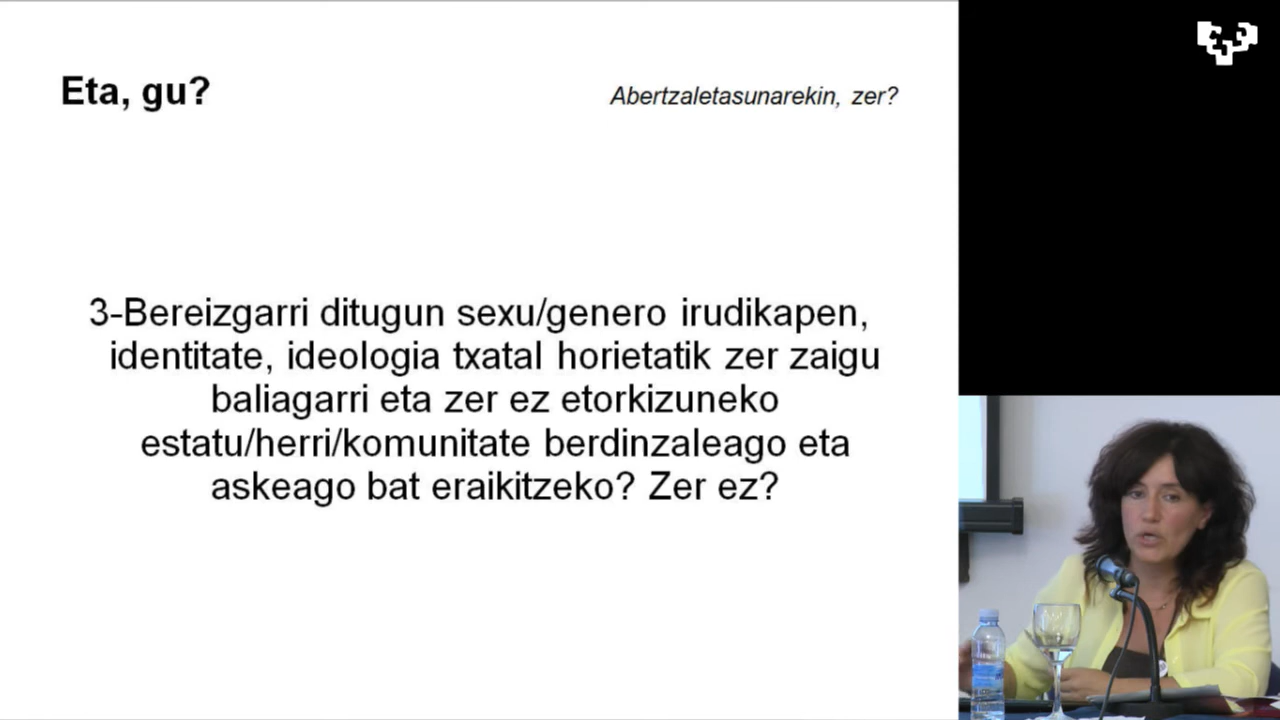 Eta, gu?
Abertzaletasunarekin, zer?
3-Bereizgarri ditugun sexu/genero irudikapen,
identitate, ideologia txatal horietatik zer zaigu
baliagarri eta zer ez etorkizuneko
estatu/herri/komunitate berdinzaleago eta
askeago bat eraikitzeko? Zer ez?